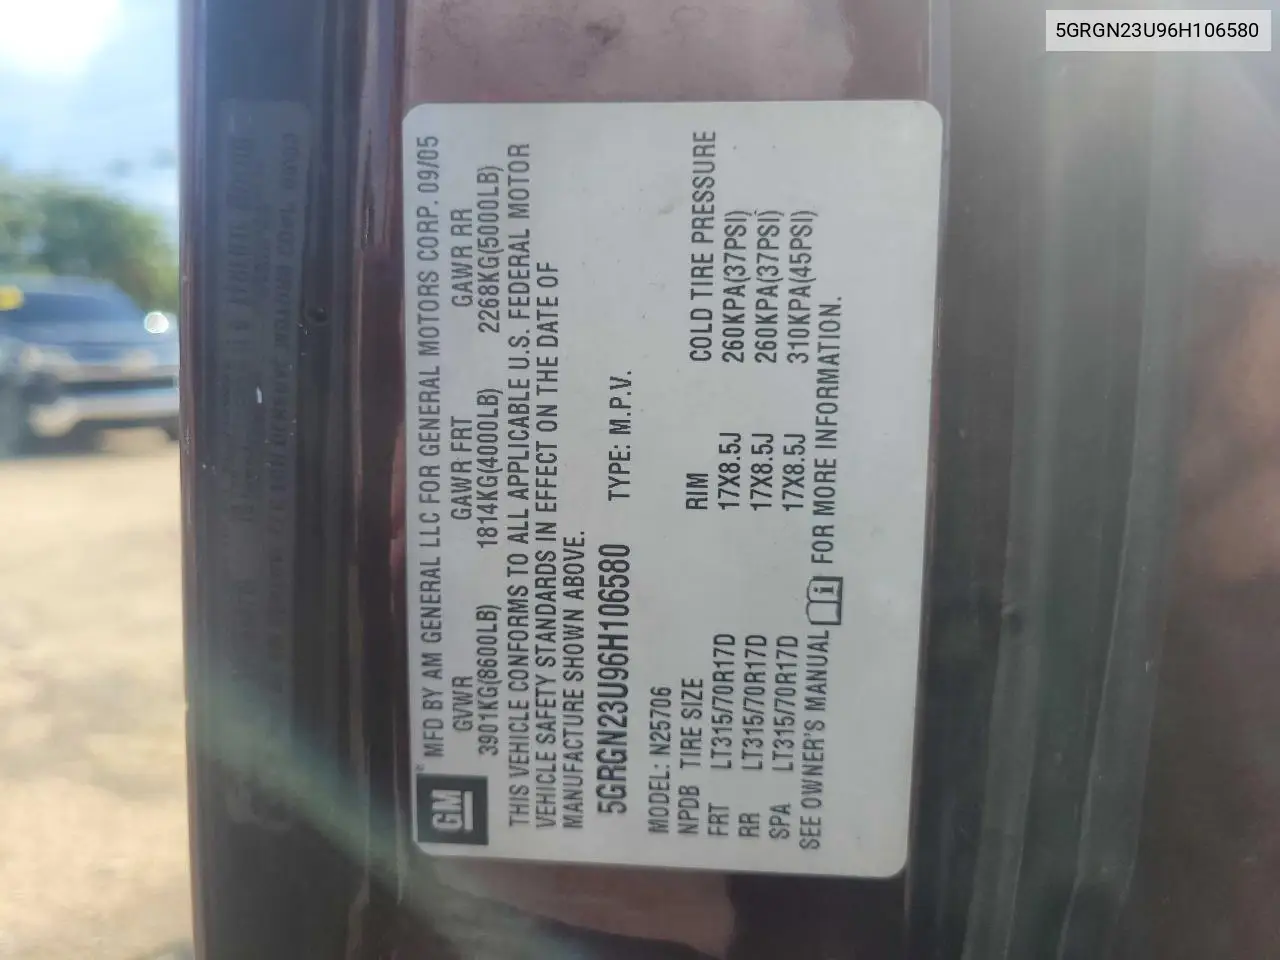 5GRGN23U96H106580
GM
® MFD BY AM GENERAL LLC FOR GENERAL MOTORS CORP. 09/05
GVWR GAWR FRT GAWR RR
3901KG(8600LB) 1814KG(4000LB) 2268KG(5000LB)
THIS VEHICLE CONFORMS TO ALL APPLICABLE U.S. FEDERAL MOTOR
VEHICLE SAFETY STANDARDS IN EFFECT ON THE DATE OF
MANUFACTURE SHOWN ABOVE.
5GRGN23U96H106580 TYPE: M.P.V.
MODEL: N25706
NPDB TIRE SIZE RIM COLD TIRE PRESSURE
FRT LT315/70R17D 17X8.5J 260KPA(37PSI)
RR LT315/70R17D 17X8.5J 260KPA(37PSI)
SPA LT315/70R17D 17X8.5J 310KPA(45PSI)
SEE OWNER'S MANUAL i FOR MORE INFORMATION.